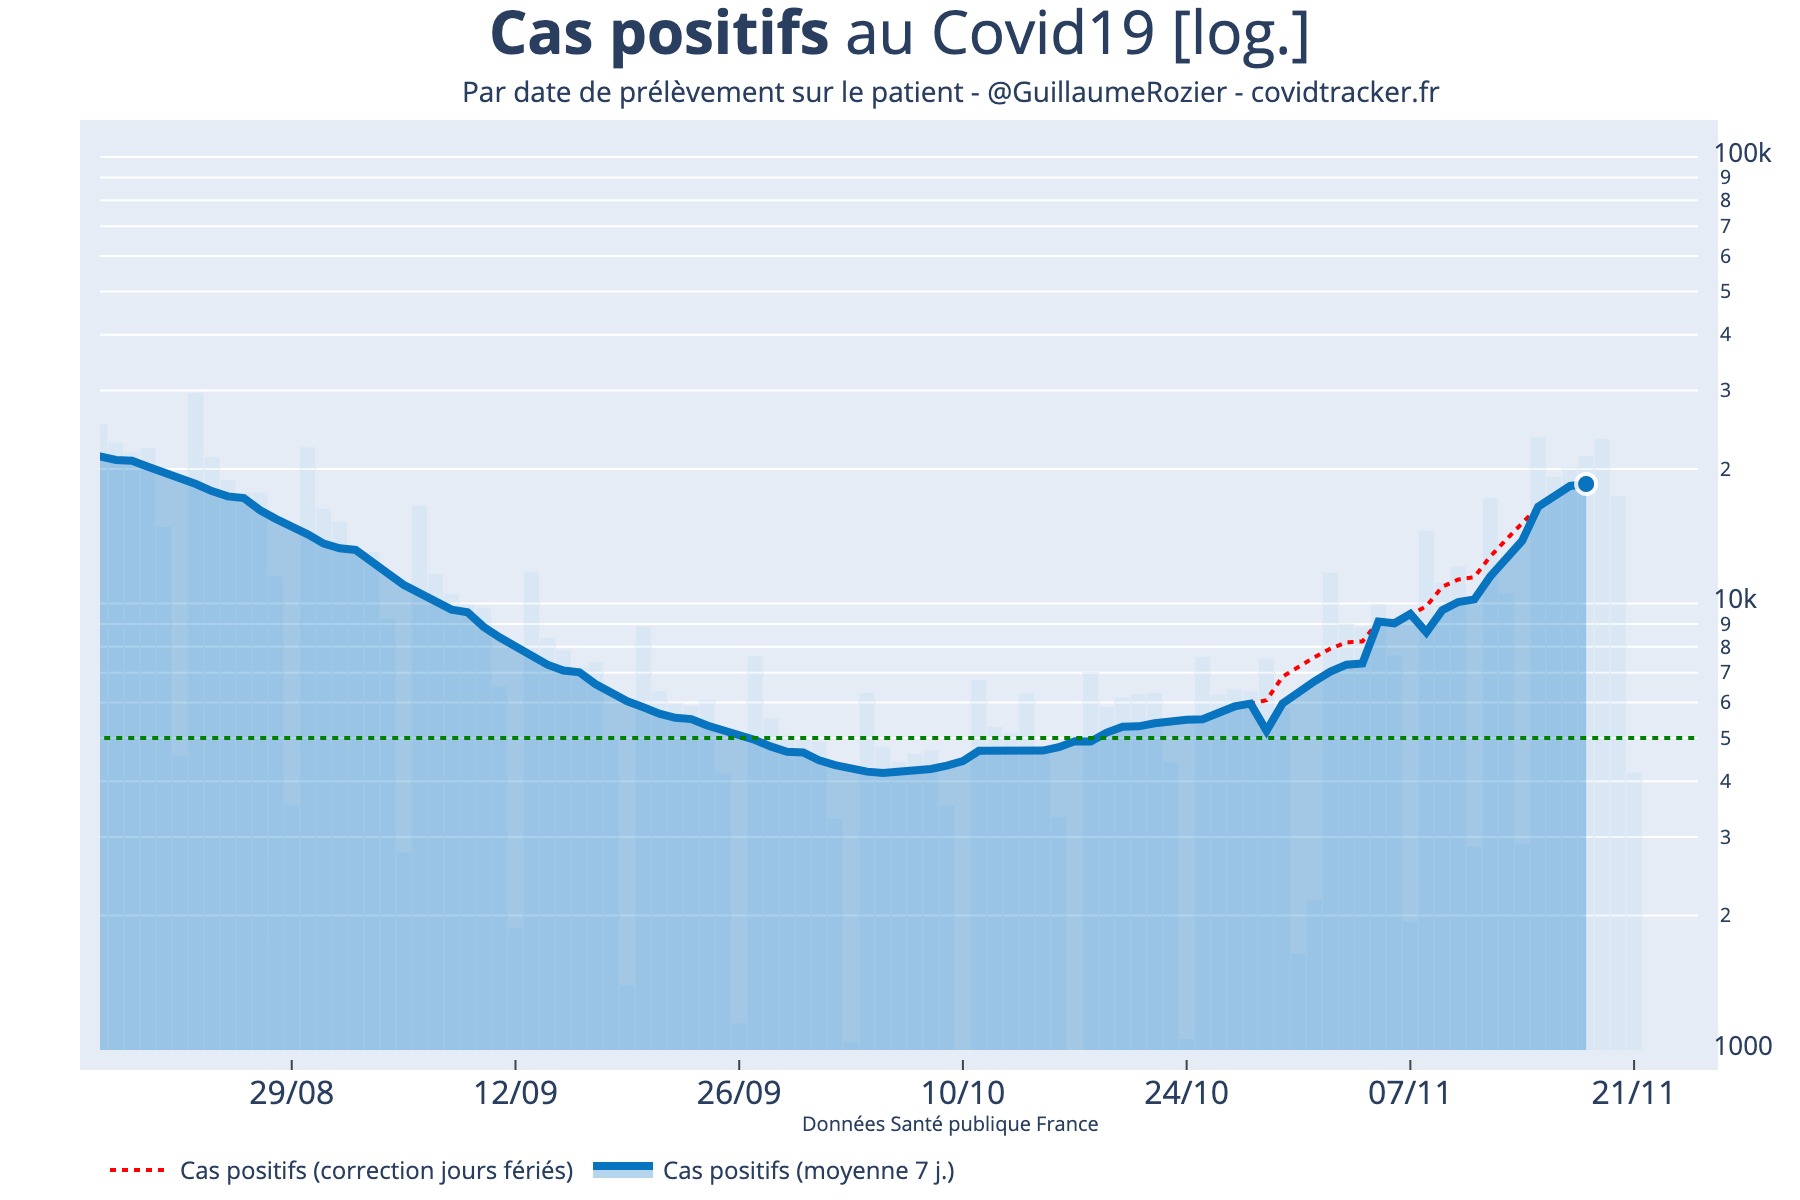 Cas positifs au Covid19 [log.]
Par date de prélèvement sur le patient - @GuillaumeRozier - covidtracker.fr
100k
9
8
7
6
5
4
3
2
10k
9
8
7
6
5
4
3
2
1000
29/08 12/09 26/09 10/10 24/10 07/11 21/11
Données Santé publique France
Cas positifs (correction jours fériés) Cas positifs (moyenne 7 j.)